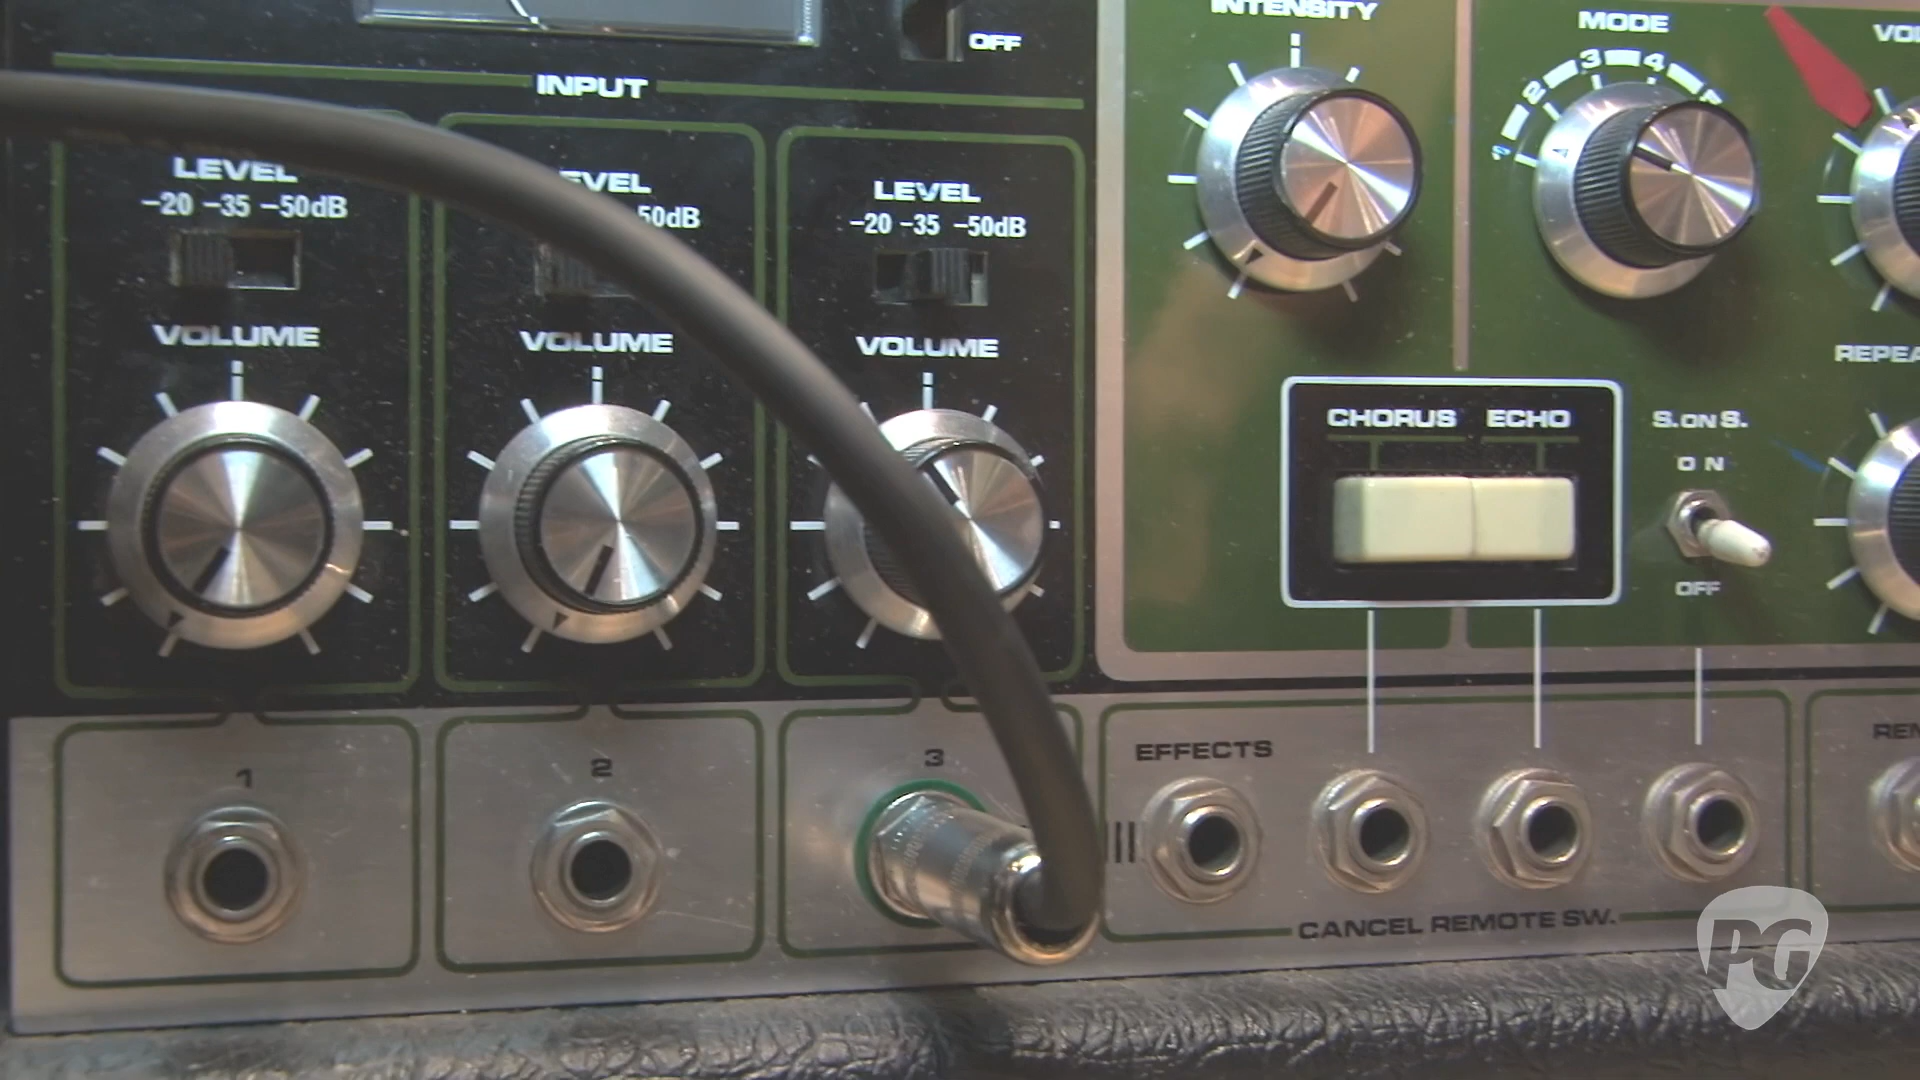 INTENSITY
MODE
OFF
INPUT
1 2 3 4
LEVEL
-20 -35 -50dB
VOLUME
EVEL
50dB
VOLUME
LEVEL
-20 -35 -50dB
VOLUME
CHORUS ECHO
S.ON S.
ON
OFF
1
2
3
EFFECTS
CANCEL REMOTE SW.
PG